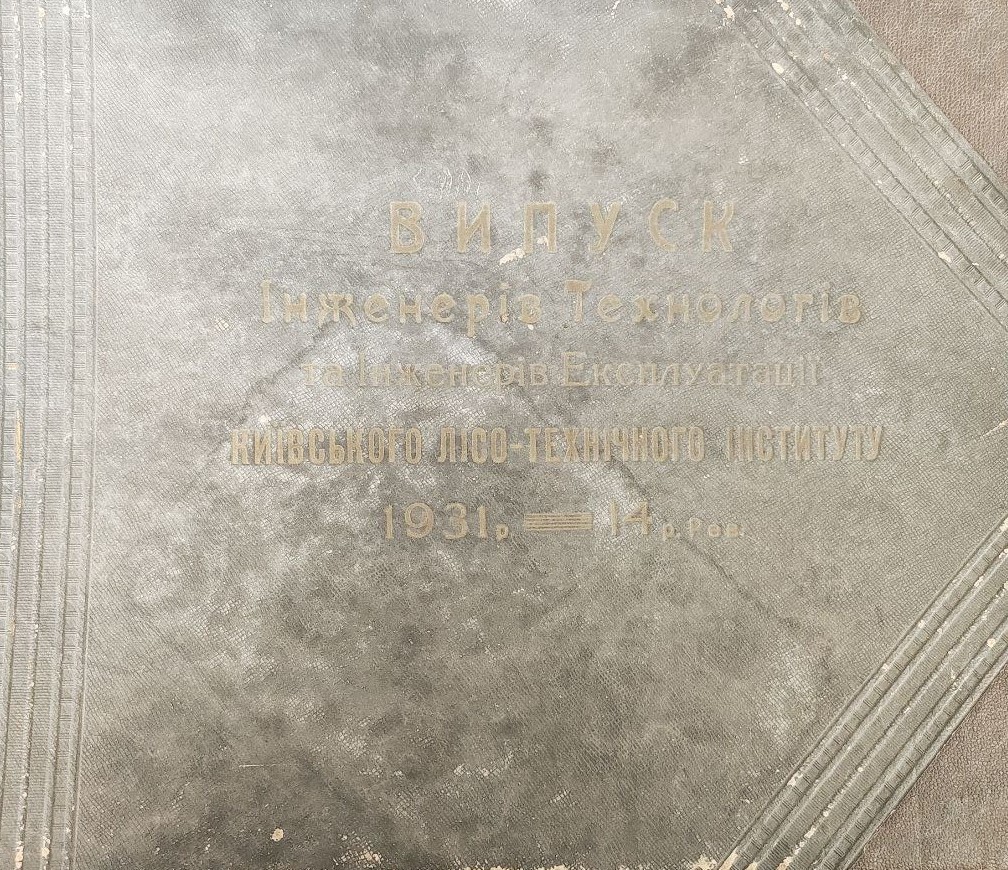 ВИПУСК
Інженерів Технологів
та Інженерів Експлуатації
КИЇВСЬКОГО ЛІСО-ТЕХНІЧНОГО ІНСТИТУТУ
1931 р. 14 р. Рев.